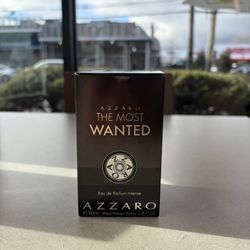 AZZARO
THE MOST
WANTED
Eau de Parfum Intense
AZZARO